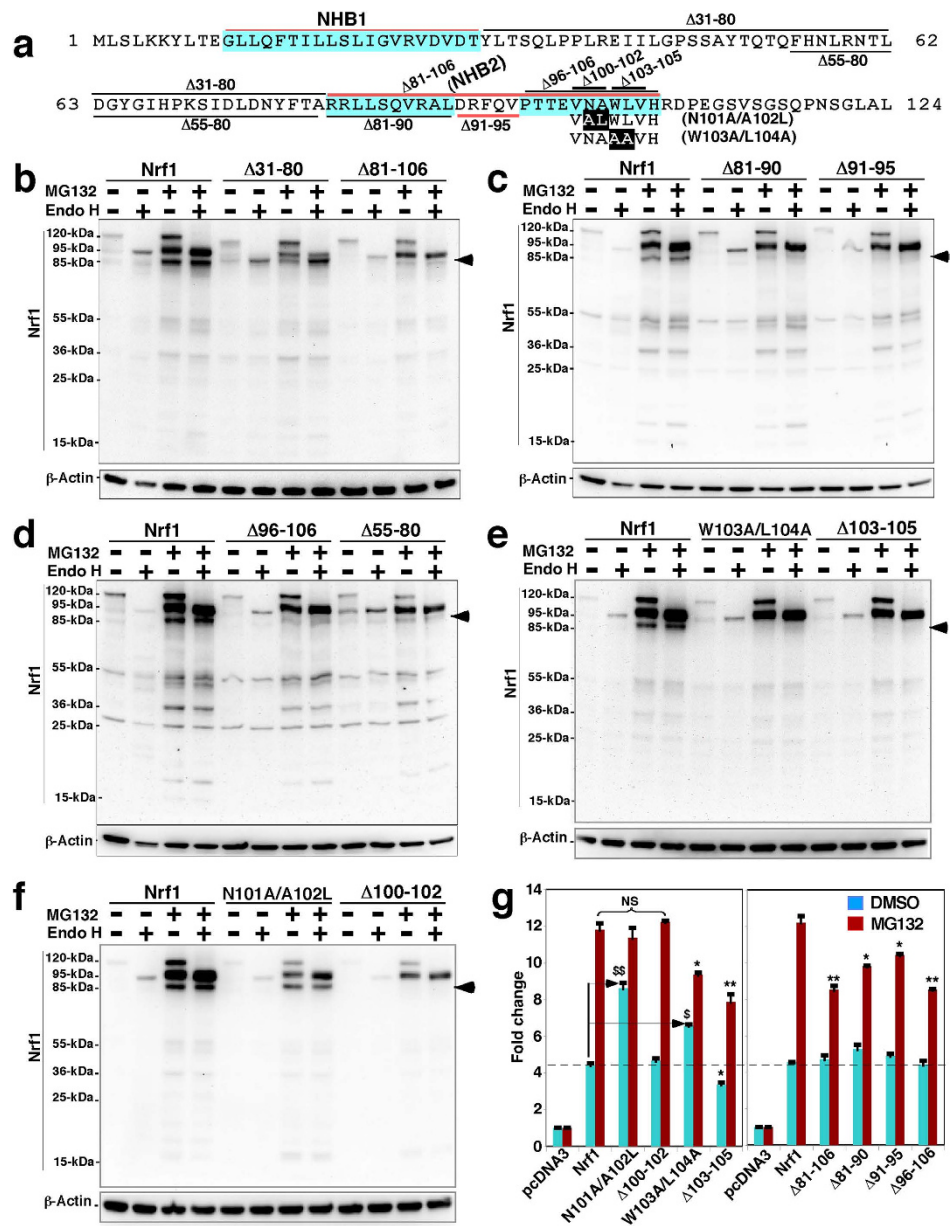 a
NHB1
Δ31-80
1 MLSLKKYLTEGLLQFTILLSLIGVRVDVDTYLTSQLPPLREIILGPSSAYTQTQFHNLRNTL 62
Δ55-80
Δ31-80 Δ81-106 (NHB2) Δ96-106 Δ100-102 Δ103-105
63 DGYGIHPKSIDLDNYFTARRLLSQVRALDRFQVPTTEVNAWLVHRDPEGSVSGSQPNSGLAL 124
Δ55-80 Δ81-90 Δ91-95 VALWLVH (N101A/A102L)
VNAAAVH (W103A/L104A)
b
Nrf1 Δ31-80 Δ81-106
MG132 - - + + - - + + - - + +
Endo H - + - + - + - + - + - +
120-kDa
95-kDa
85-kDa
55-kDa
36-kDa
25-kDa
15-kDa
Nrf1
β-Actin
c
Nrf1 Δ81-90 Δ91-95
MG132 - - + + - - + + - - + +
Endo H - + - + - + - + - + - +
120-kDa
95-kDa
85-kDa
55-kDa
36-kDa
25-kDa
15-kDa
Nrf1
β-Actin
d
Nrf1 Δ96-106 Δ55-80
MG132 - - + + - - + + - - + +
Endo H - + - + - + - + - + - +
120-kDa
95-kDa
85-kDa
55-kDa
36-kDa
25-kDa
15-kDa
Nrf1
β-Actin
e
Nrf1 W103A/L104A Δ103-105
MG132 - - + + - - + + - - + +
Endo H - + - + - + - + - + - +
120-kDa
95-kDa
85-kDa
55-kDa
36-kDa
25-kDa
15-kDa
Nrf1
β-Actin
f
Nrf1 N101A/A102L Δ100-102
MG132 - - + + - - + + - - + +
Endo H - + - + - + - + - + - +
120-kDa
95-kDa
85-kDa
55-kDa
36-kDa
25-kDa
15-kDa
Nrf1
β-Actin
g
Fold change
14
12
10
8
6
4
2
0
NS
$$
$
*
**
*
DMSO
MG132
**
*
*
**
pcDNA3
Nrf1
N101A/A102L
Δ100-102
W103A/L104A
Δ103-105
pcDNA3
Nrf1
Δ81-106
Δ81-90
Δ91-95
Δ96-106